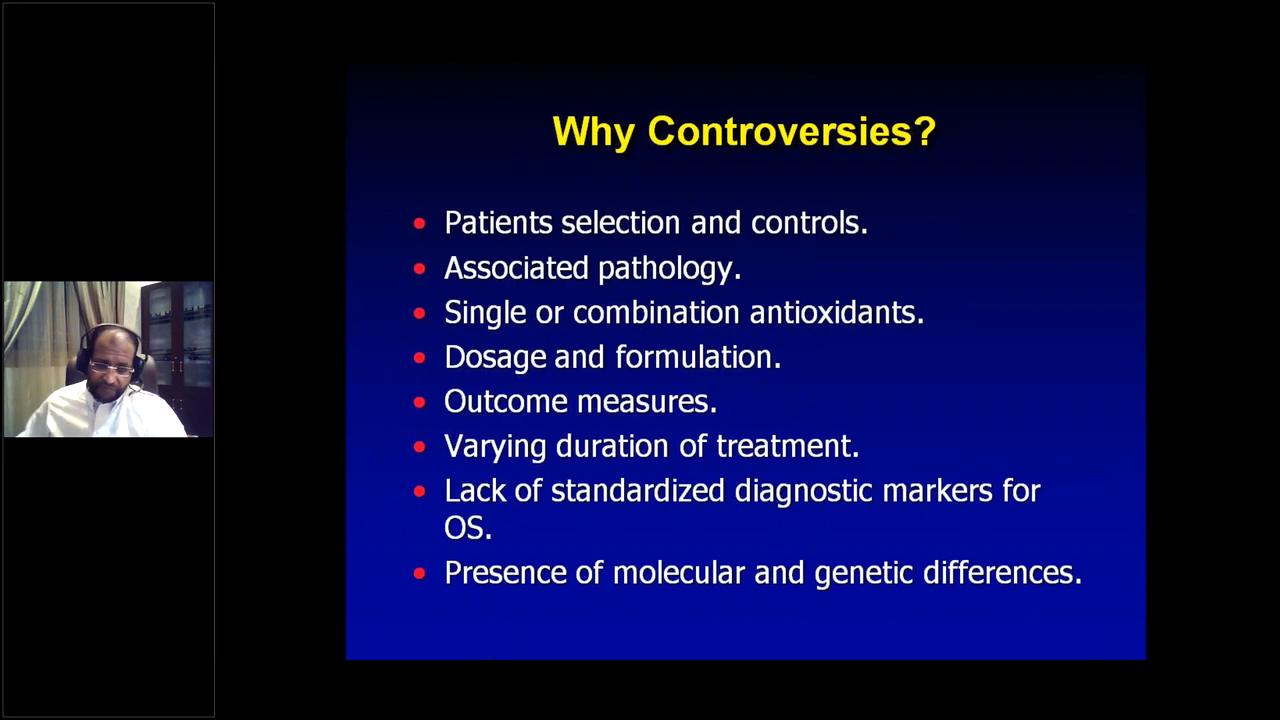 Why Controversies?
• Patients selection and controls.
• Associated pathology.
• Single or combination antioxidants.
• Dosage and formulation.
• Outcome measures.
• Varying duration of treatment.
• Lack of standardized diagnostic markers for
OS.
• Presence of molecular and genetic differences.